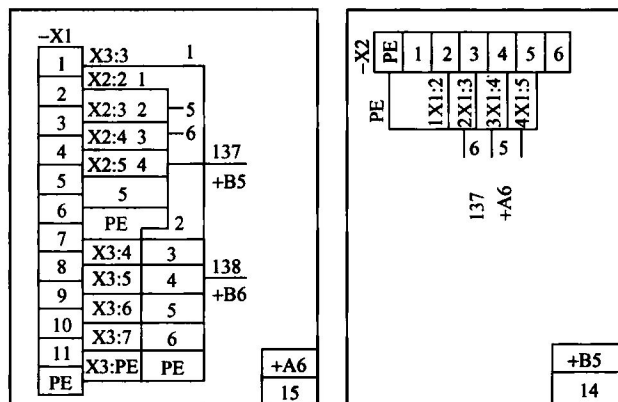 -X1
1 X3:3 1
2 X2:2 1
3 X2:3 2 5
4 X2:4 3 6
5 X2:5 4 137
+B5
6 5
7 PE 2
8 X3:4 3
9 X3:5 4 138
+B6
10 X3:6 5
11 X3:7 6
PE X3:PE PE
+A6
15
-X2
PE 1 2 3 4 5 6
PE
1X1:2
2X1:3
3X1:4
4X1:5
6 5
137
+A6
+B5
14